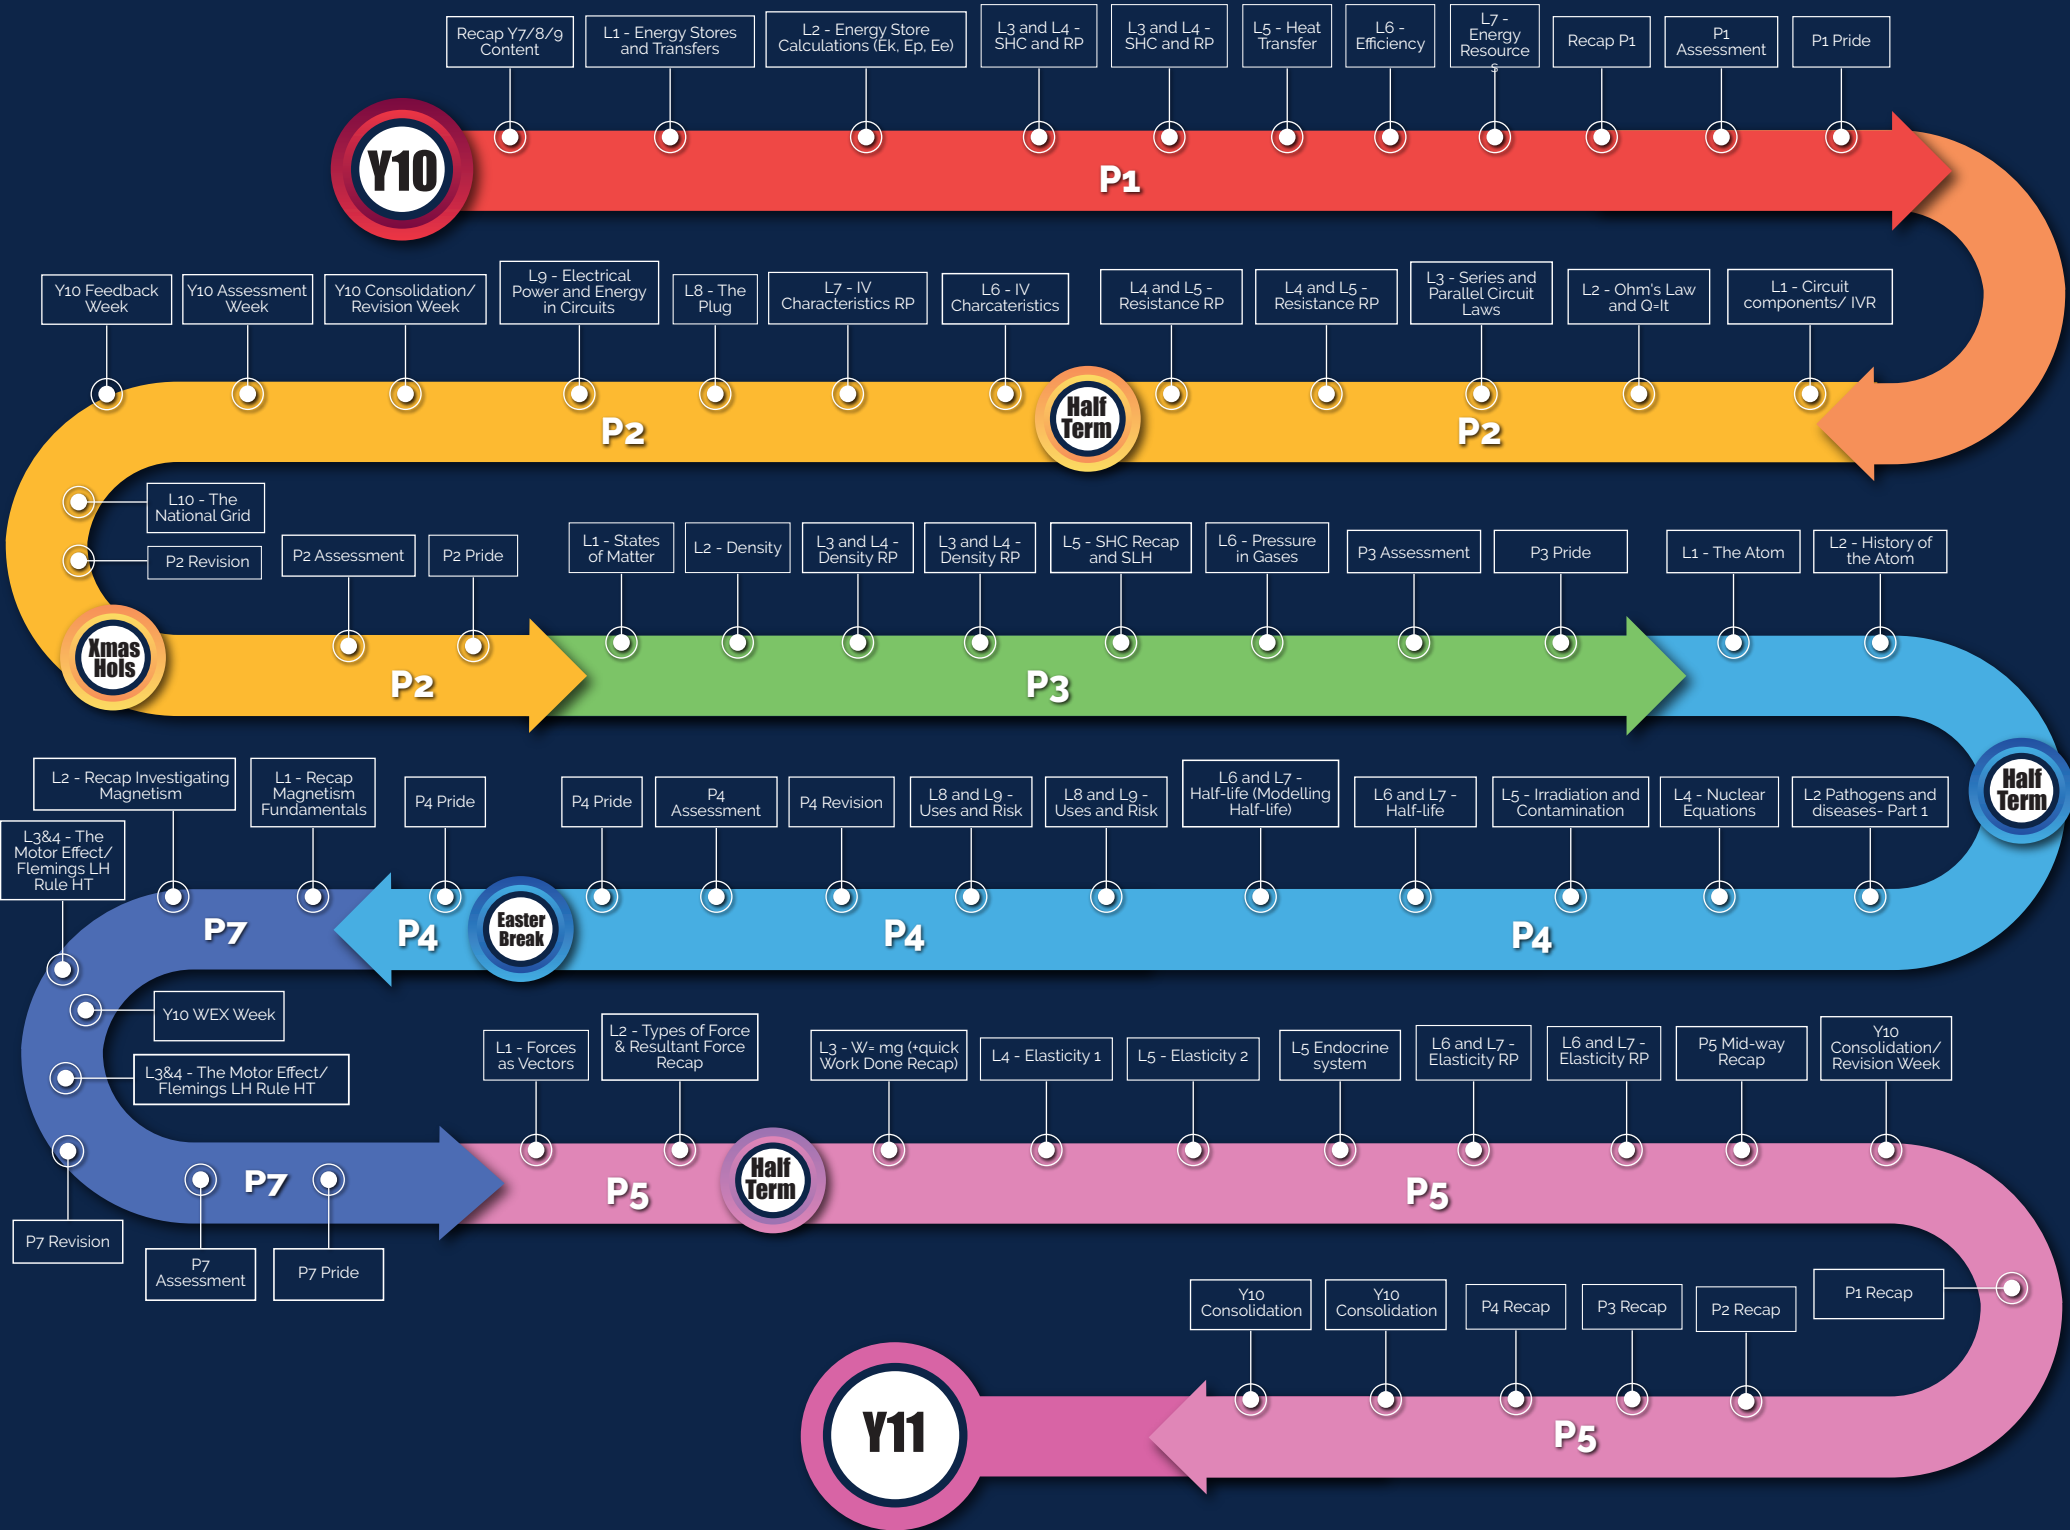 Recap Y7/8/9
Content
L1 - Energy Stores
and Transfers
L2 - Energy Store
Calculations (Ek, Ep, Ee)
L3 and L4 -
SHC and RP
L3 and L4 -
SHC and RP
L5 - Heat
Transfer
L6 -
Efficiency
L7 -
Energy
Resource
s
Recap P1
P1
Assessment
P1 Pride
Y10
P1
Y10 Feedback
Week
Y10 Assessment
Week
Y10 Consolidation/
Revision Week
L9 - Electrical
Power and Energy
in Circuits
L8 - The
Plug
L7 - IV
Characteristics RP
L6 - IV
Charcateristics
L4 and L5 -
Resistance RP
L4 and L5 -
Resistance RP
L3 - Series and
Parallel Circuit
Laws
L2 - Ohm's Law
and Q=It
L1 - Circuit
components/ IVR
P2
Half
Term
P2
L10 - The
National Grid
P2 Revision
P2 Assessment
P2 Pride
L1 - States
of Matter
L2 - Density
L3 and L4 -
Density RP
L3 and L4 -
Density RP
L5 - SHC Recap
and SLH
L6 - Pressure
in Gases
P3 Assessment
P3 Pride
L1 - The Atom
L2 - History of
the Atom
Xmas
Hols
P2
P3
L2 - Recap Investigating
Magnetism
L1 - Recap
Magnetism
Fundamentals
P4 Pride
P4 Pride
P4
Assessment
P4 Revision
L8 and L9 -
Uses and Risk
L8 and L9 -
Uses and Risk
L6 and L7 -
Half-life (Modelling
Half-life)
L6 and L7 -
Half-life
L5 - Irradiation and
Contamination
L4 - Nuclear
Equations
L2 Pathogens and
diseases- Part 1
Half
Term
L3&4 - The
Motor Effect/
Flemings LH
Rule HT
P7
P4
Easter
Break
P4
P4
Y10 WEX Week
L3&4 - The Motor Effect/
Flemings LH Rule HT
L1 - Forces
as Vectors
L2 - Types of Force
& Resultant Force
Recap
L3 - W= mg (+quick
Work Done Recap)
L4 - Elasticity 1
L5 - Elasticity 2
L5 Endocrine
system
L6 and L7 -
Elasticity RP
L6 and L7 -
Elasticity RP
P5 Mid-way
Recap
Y10
Consolidation/
Revision Week
P7
P5
Half
Term
P5
P7 Revision
P7
Assessment
P7 Pride
Y10
Consolidation
Y10
Consolidation
P4 Recap
P3 Recap
P2 Recap
P1 Recap
Y11
P5